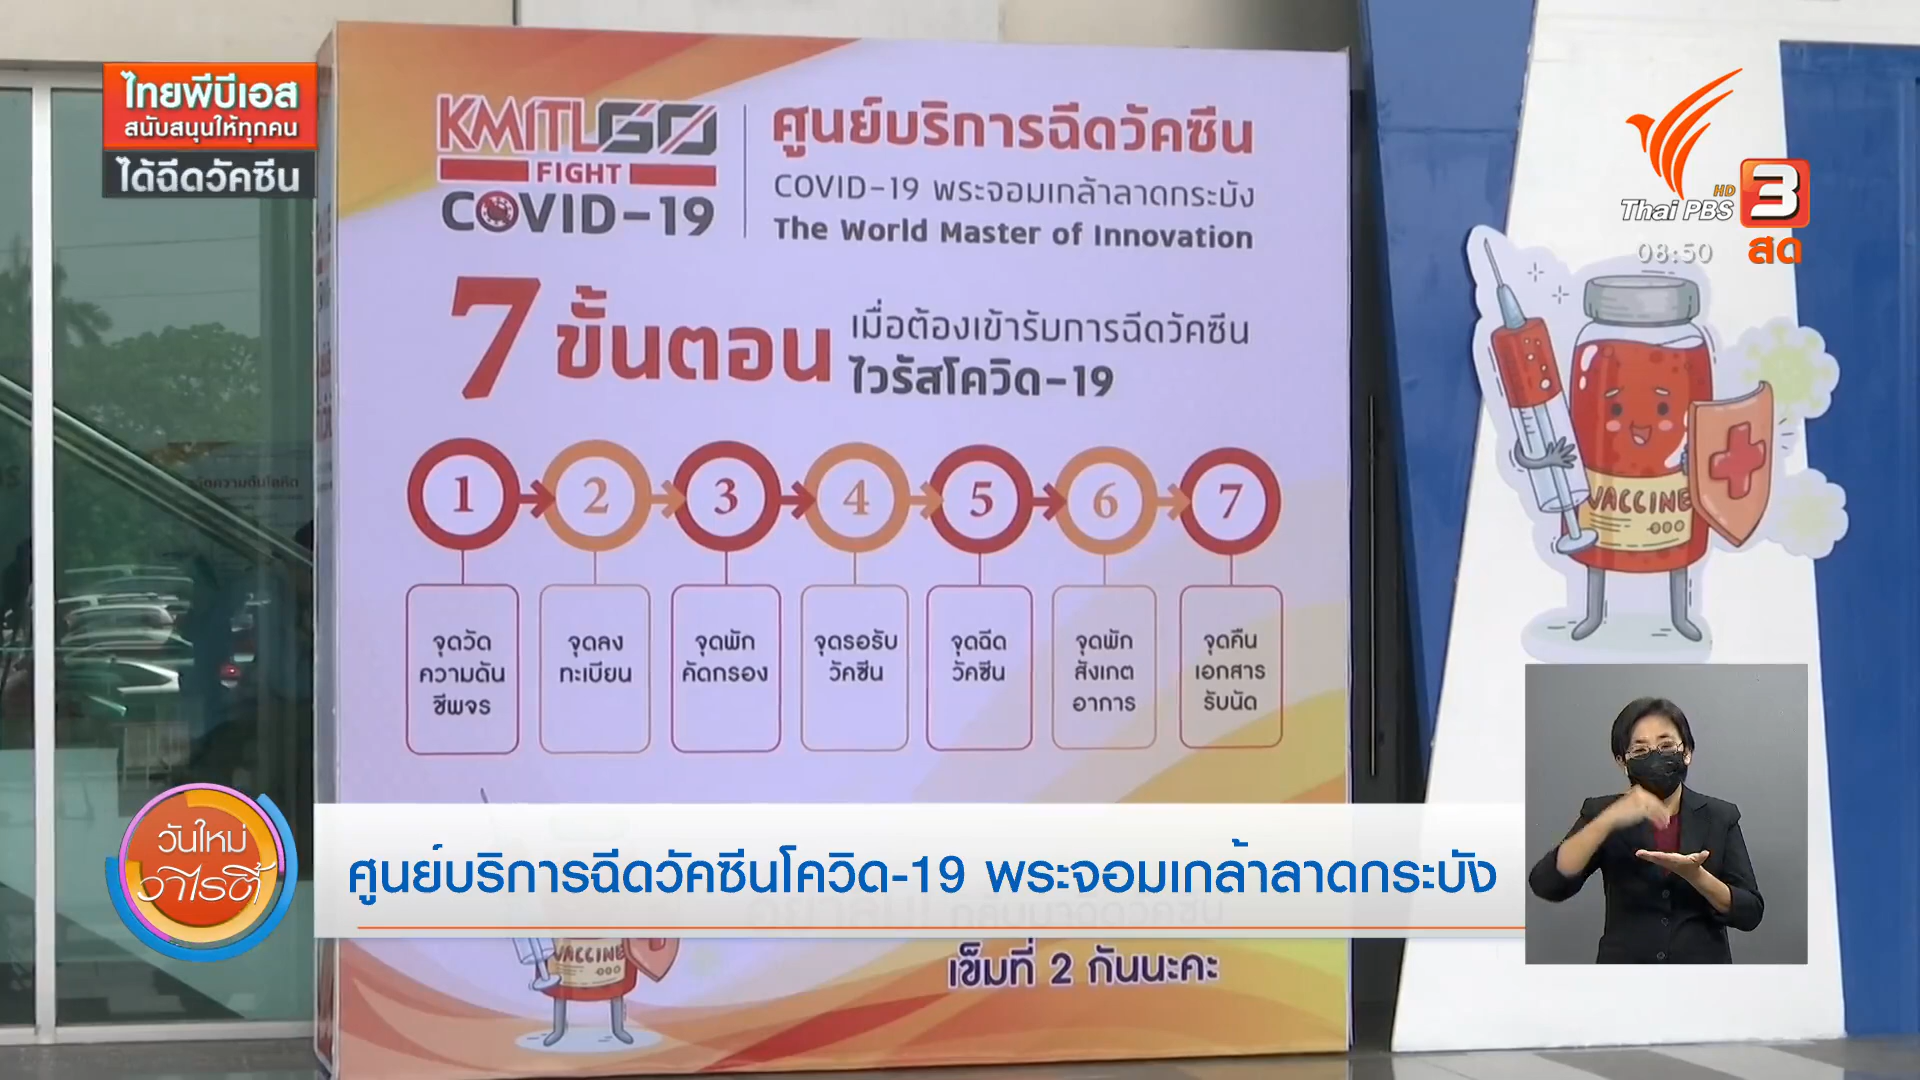 ไทยพีบีเอส
สนับสนุนให้ทุกคน
ได้ฉีดวัคซีน
HD
Thai PBS 3
08:50 สด
KMITL GO
FIGHT
COVID-19
ศูนย์บริการฉีดวัคซีน
COVID-19 พระจอมเกล้าลาดกระบัง
The World Master of Innovation
7 ขั้นตอน
เมื่อต้องเข้ารับการฉีดวัคซีน
ไวรัสโควิด-19
1 2 3 4 5 6 7
จุดวัด
ความดัน
ชีพจร
จุดลง
ทะเบียน
จุดพัก
คัดกรอง
จุดรอรับ
วัคซีน
จุดฉีด
วัคซีน
จุดพัก
สังเกต
อาการ
จุดคืน
เอกสาร
รับนัด
VACCINE
วันใหม่
วาไรตี้
ศูนย์บริการฉีดวัคซีนโควิด-19 พระจอมเกล้าลาดกระบัง
VACCINE
เข็มที่ 2 กันนะคะ